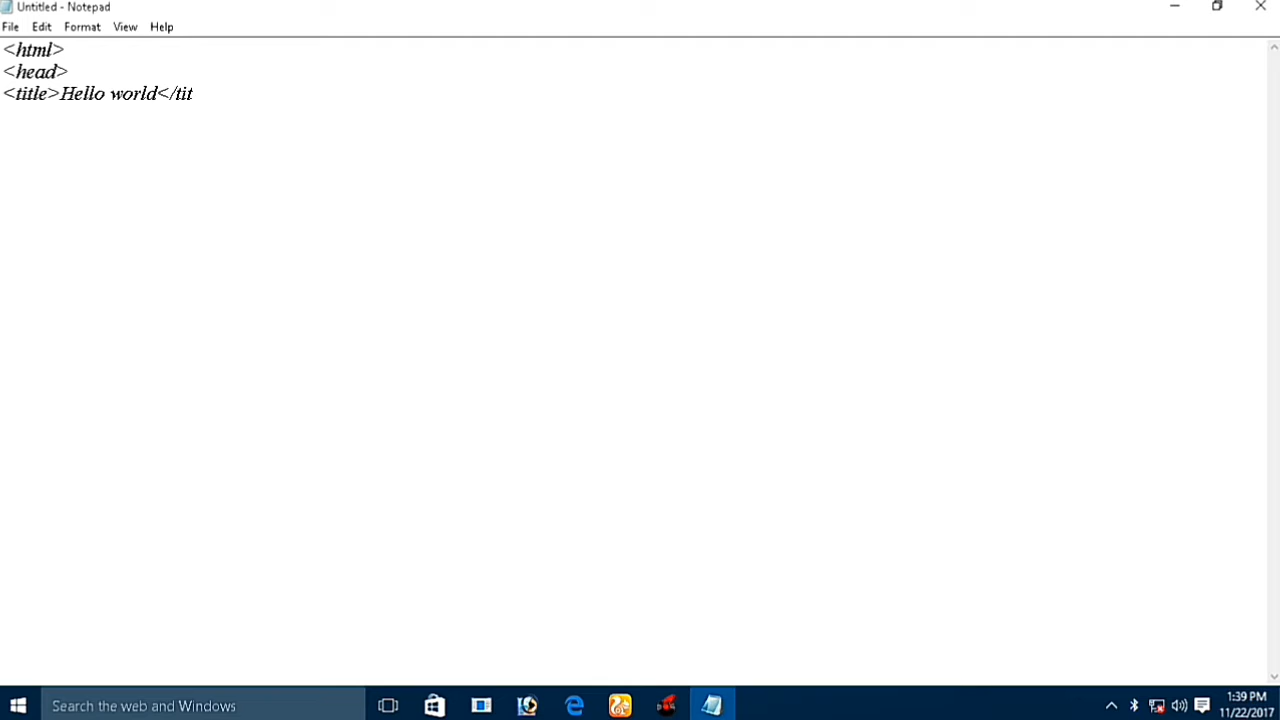 Untitled - Notepad
File Edit Format View Help
<html>
<head>
<title>Hello world</tit
Search the web and Windows
1:39 PM
11/22/2017